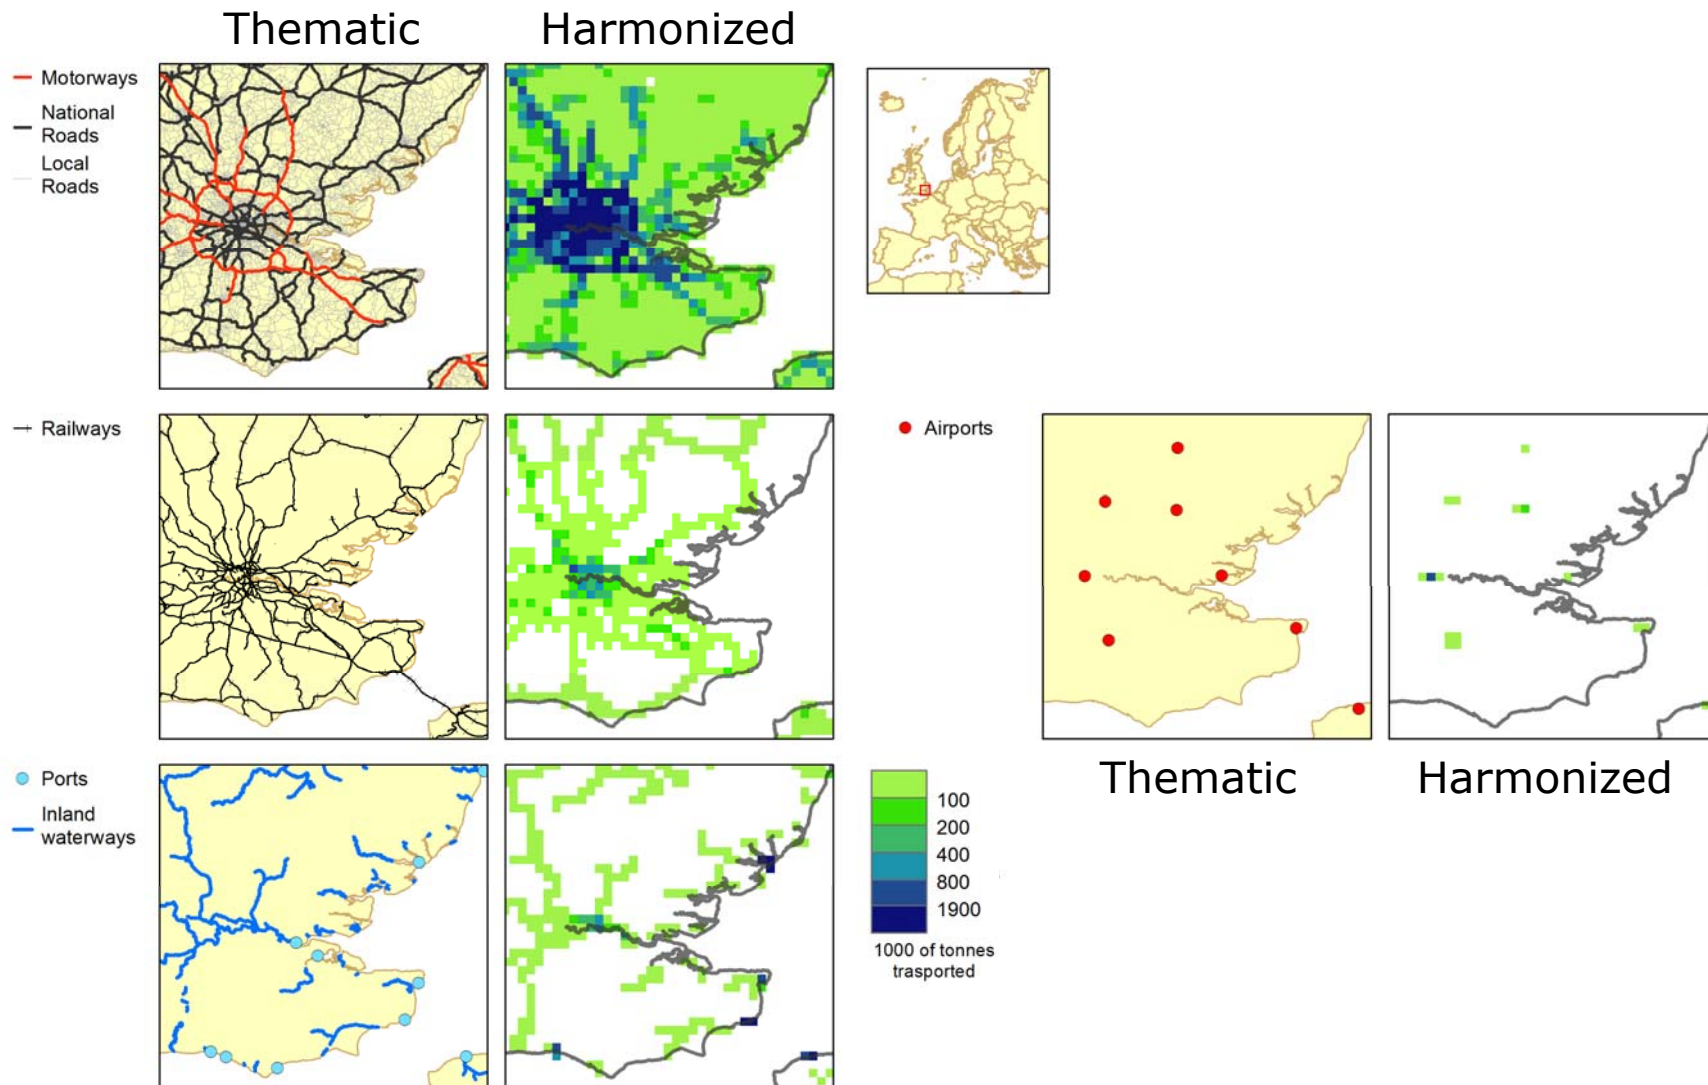 Thematic
Harmonized
Motorways
National
Roads
Local
Roads
Railways
Airports
Thematic
Harmonized
Ports
Inland
waterways
100
200
400
800
1900
1000 of tonnes
trasported